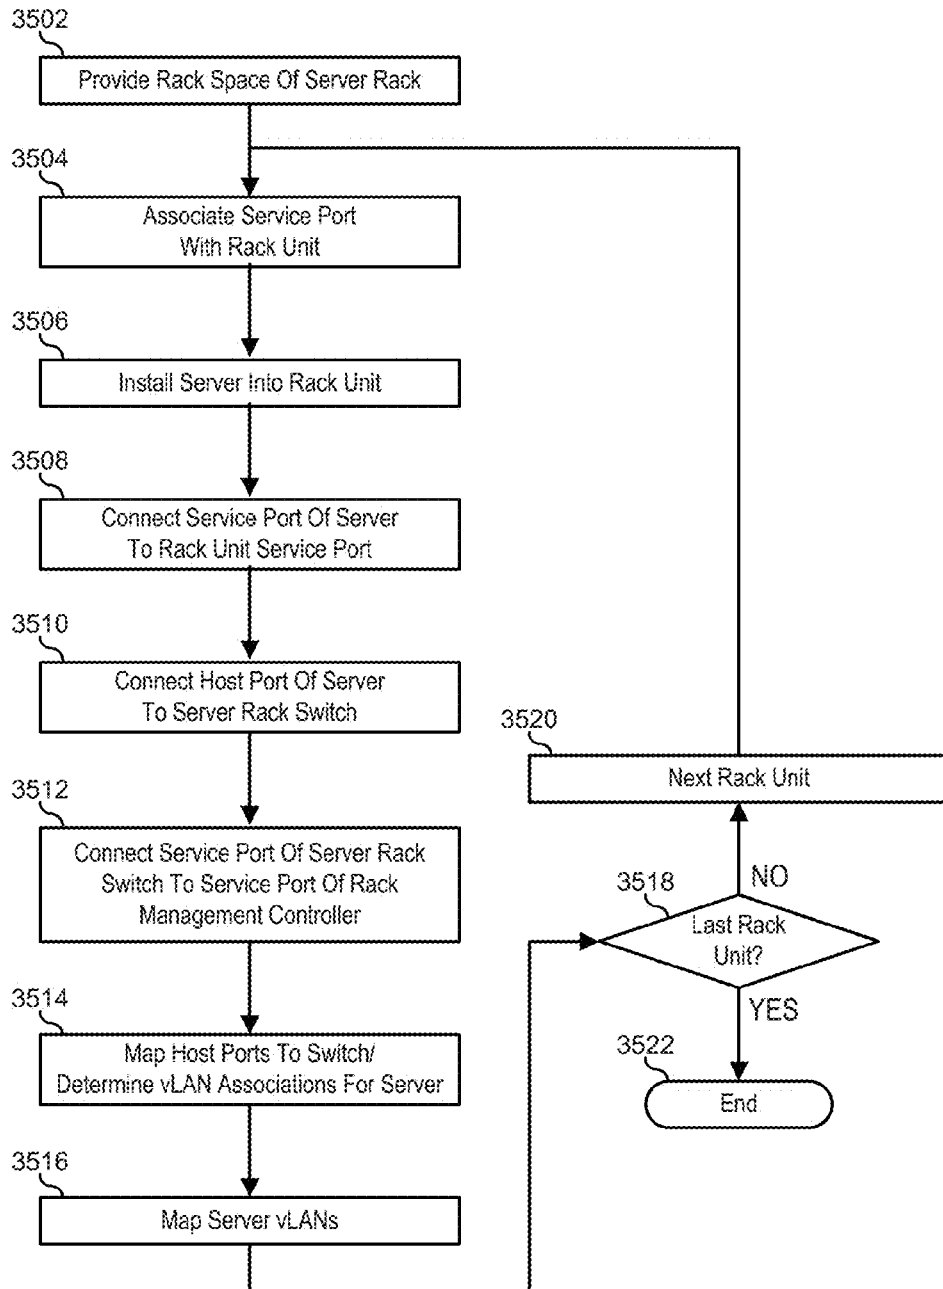 3502
Provide Rack Space Of Server Rack
3504
Associate Service Port
With Rack Unit
3506
Install Server Into Rack Unit
3508
Connect Service Port Of Server
To Rack Unit Service Port
3510
Connect Host Port Of Server
To Server Rack Switch
3512
Connect Service Port Of Server Rack
Switch To Service Port Of Rack
Management Controller
3514
Map Host Ports To Switch/
Determine vLAN Associations For Server
3516
Map Server vLANs
3520
Next Rack Unit
NO
3518
Last Rack
Unit?
YES
3522
End